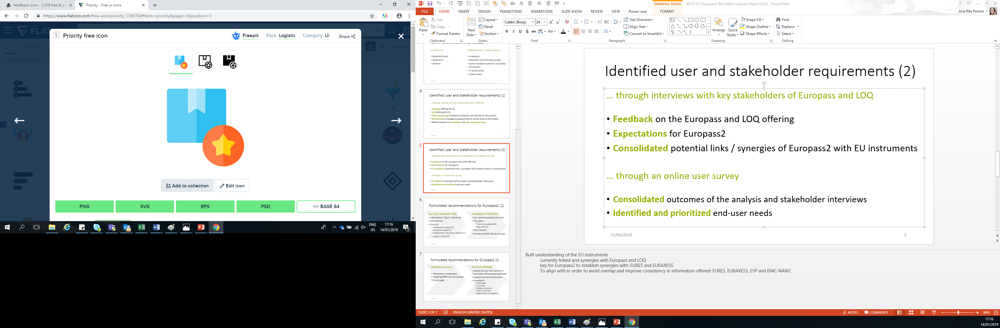 Feedback icons - 2,458 free & pr
Priority - Free ui icons
https://www.flaticon.com/free-icon/priority_1388700#term=priority&page=1&position=3
Priority free icon
Freepik
Pack: Logistic
Category: Ui
Share
All
Selection
Share
36 Priority icons
PRIORITY
Add to collection
Edit icon
PNG
SVG
EPS
PSD
</> BASE 64
ENG
US
17:16
14/01/2019
DRAWING TOOLS
20191101 Europass2 BA1 Main outputs [Read-Only] - PowerPoint
FILE
HOME
INSERT
DESIGN
TRANSITIONS
ANIMATIONS
SLIDE SHOW
REVIEW
VIEW
Power-user
FORMAT
Ana Rita Pereira
Paste
Cut
Copy
Format Painter
Clipboard
New
Slide
Layout
Reset
Section
Slides
Calibri (Body)
24
Font
Text Direction
Align Text
Convert to SmartArt
Paragraph
Arrange
Quick
Styles
Shape Fill
Shape Outline
Shape Effects
Drawing
Find
Replace
Select
Editing
Individuals
• Students/Pupils
• Jobseekers
• Workers
Professionals / organisations
• Employers
• Education and training provider
• Career Guidance advisor/ counsellor
• Researcher
• IT professional
• Policy maker
4
Identified user and stakeholder requirements (1)
... through analysis of skills and qualifications offering
• Europass offering (AS IS)
• LOQ offering (AS IS)
• Links and synergies between Europass2 and relevant EU instruments
• Benchmarked envisaged Europass2 tools to similar tools on the market
• Market research on ePortfolios and self-assessment tools
5
Identified user and stakeholder requirements (2)
... through interviews with key stakeholders of Europass and LOQ
• Feedback on the Europass and LOQ offering
• Expectations for Europass2
• Consolidated potential links / synergies of Europass2 with EU instruments
... through an online user survey
• Consolidated outcomes of the analysis and stakeholder interviews
• Identified and prioritized end user needs
6
Formulated recommendations for Europass2 (1)
Use Case Scenario's (35)
• Information / Tools / Standards
• Fiche format
• Clusters:
• employment related (9)
• education related (3)
• employment / education related (17)
• support related (9)
Catalogue of tools (13)
• Use cases translated into tools
• Two types:
• Tools to be updated (8)
• New tools (5)
• Fiche format
• Introduced Skills Cloud concept
7
Formulated recommendations for Europass2 (2)
Website structure
• Information architecture
• Targeting different user groups
• Home page
Proof of concept
• Subset key use case scenario's
• First taste of Europass2 potential
• Support and drive discussion
• Showcases:
• Homepage
• ePortfolio
• Website structure
• Tools interaction
• Added value of standards
Identified user and stakeholder requirements (2)
... through interviews with key stakeholders of Europass and LOQ
• Feedback on the Europass and LOQ offering
• Expectations for Europass2
• Consolidated potential links / synergies of Europass2 with EU instruments
... through an online user survey
• Consolidated outcomes of the analysis and stakeholder interviews
• Identified and prioritized end-user needs
11/01/2019
5
Built understanding of the EU instruments
currently linked and synergies with Europass and LOQ
key for Europass2 to establish synergies with: EURES and EURAXESS
To align with in order to avoid overlap and improve consistency in information offered: EURES, EURAXESS, EYP and ENIC-NARIC
SLIDE 5 OF 7
ENGLISH (UNITED STATES)
NOTES
COMMENTS
90%
17:16
14/01/2019